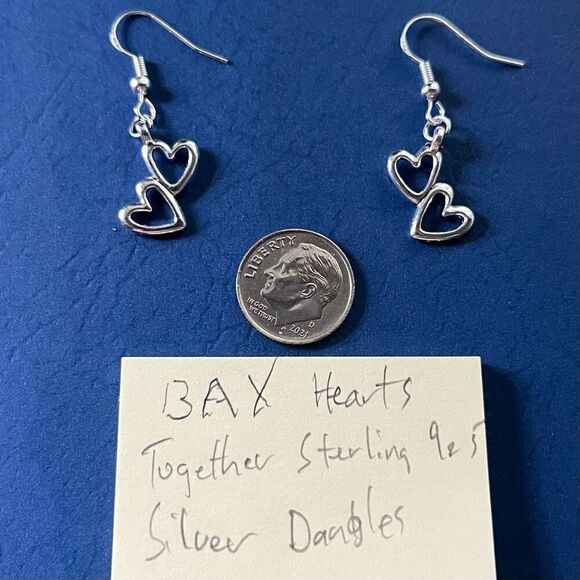 LIBERTY
IN GOD
WE TRUST
D
2021
BAX Hearts
Together Sterling 925
Silver Dangles